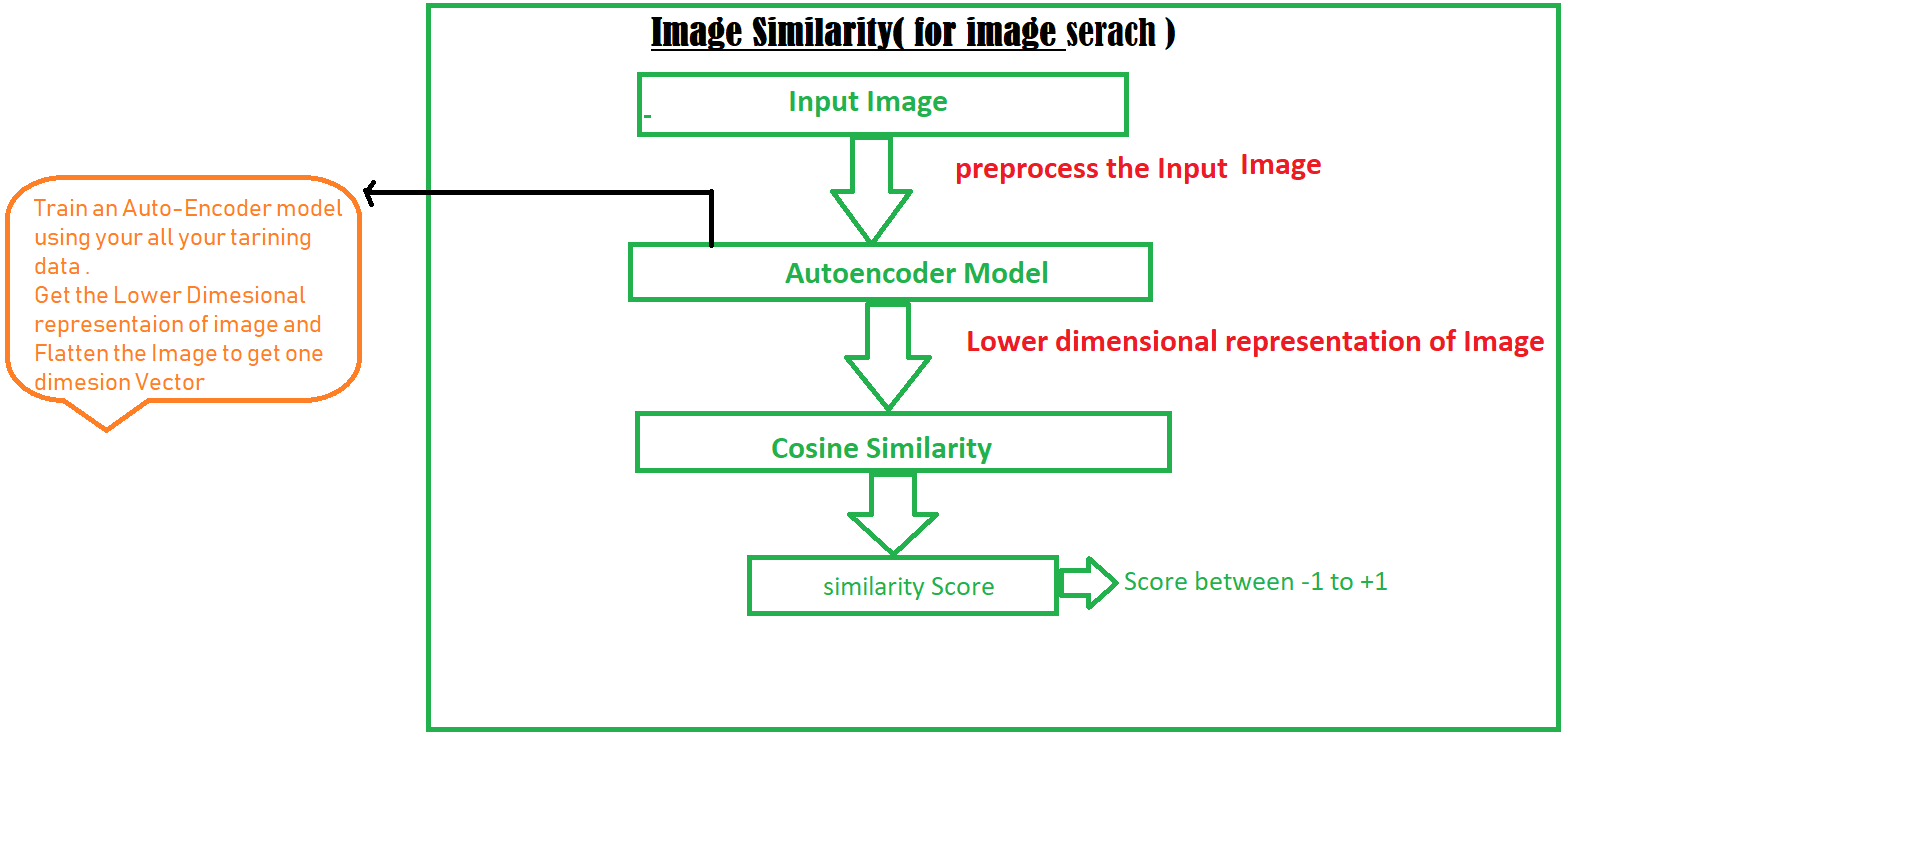 Image Similarity( for image serach )
Input Image
-
preprocess the Input Image
Train an Auto-Encoder model
using your all your tarining
data .
Get the Lower Dimesional
representaion of image and
Flatten the Image to get one
dimesion Vector
Autoencoder Model
Lower dimensional representation of Image
Cosine Similarity
similarity Score
Score between -1 to +1